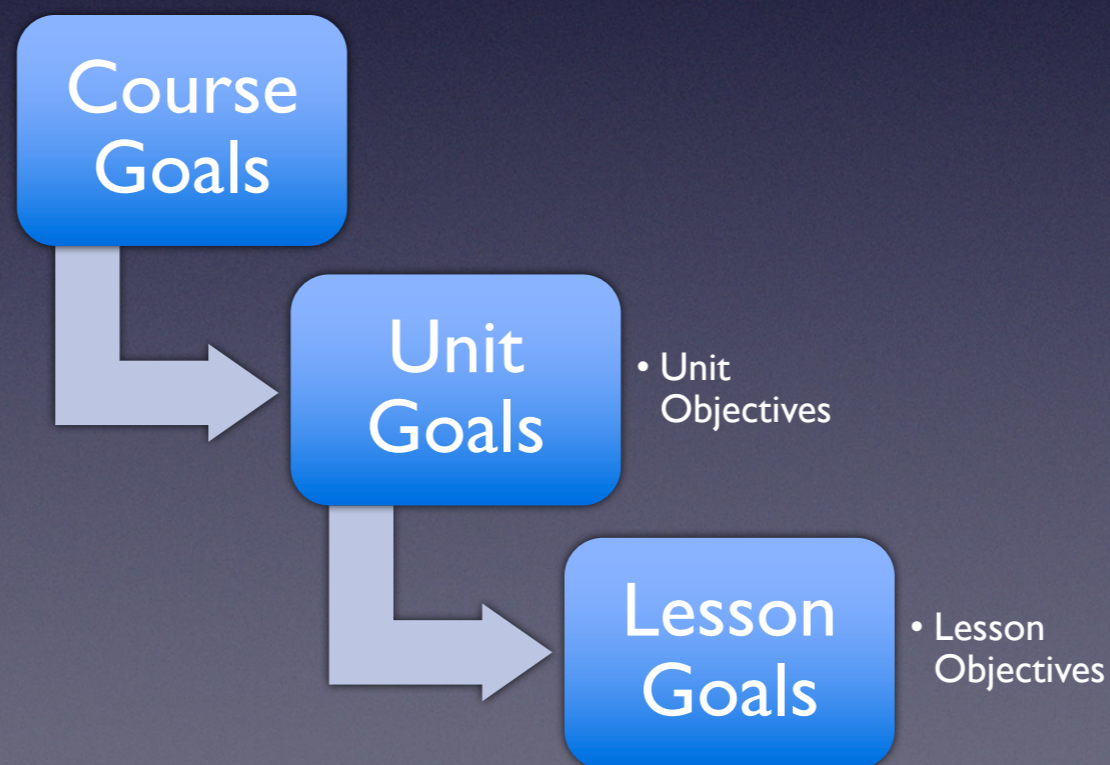 Course
Goals
Unit
Goals
• Unit
Objectives
Lesson
Goals
• Lesson
Objectives